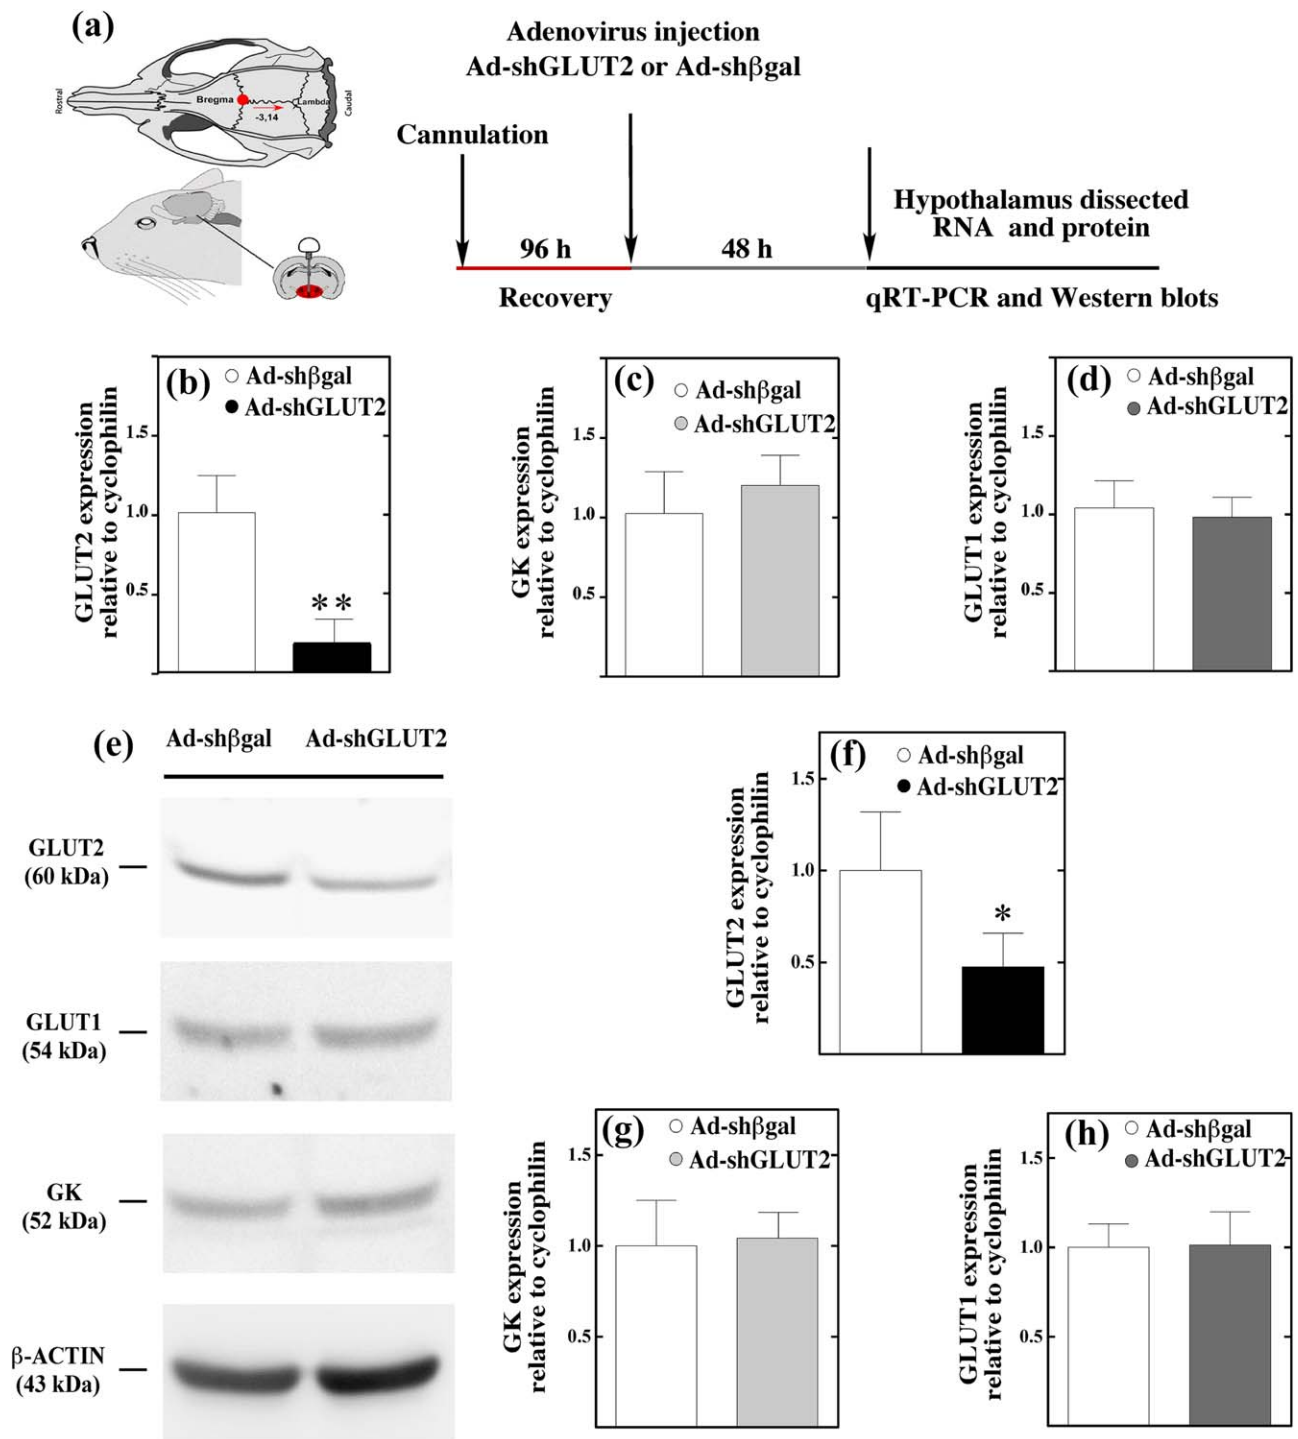 (a)
Rostral
Bregma
Lambda
Caudal
-3,14
Adenovirus injection
Ad-shGLUT2 or Ad-shβgal
Cannulation
96 h
48 h
Recovery
Hypothalamus dissected
RNA and protein
qRT-PCR and Western blots
(b)
Ad-shβgal
Ad-shGLUT2
GLUT2 expression
relative to cyclophilin
1.5
1.0
0.5
**
(c)
Ad-shβgal
Ad-shGLUT2
GK expression
relative to cyclophilin
1.5
1.0
0.5
(d)
Ad-shβgal
Ad-shGLUT2
GLUT1 expression
relative to cyclophilin
1.5
1.0
0.5
(e)
Ad-shβgal Ad-shGLUT2
GLUT2
(60 kDa)
GLUT1
(54 kDa)
GK
(52 kDa)
β-ACTIN
(43 kDa)
(f)
Ad-shβgal
Ad-shGLUT2
GLUT2 expression
relative to cyclophilin
1.5
1.0
0.5
*
(g)
Ad-shβgal
Ad-shGLUT2
GK expression
relative to cyclophilin
1.5
1.0
0.5
(h)
Ad-shβgal
Ad-shGLUT2
GLUT1 expression
relative to cyclophilin
1.5
1.0
0.5